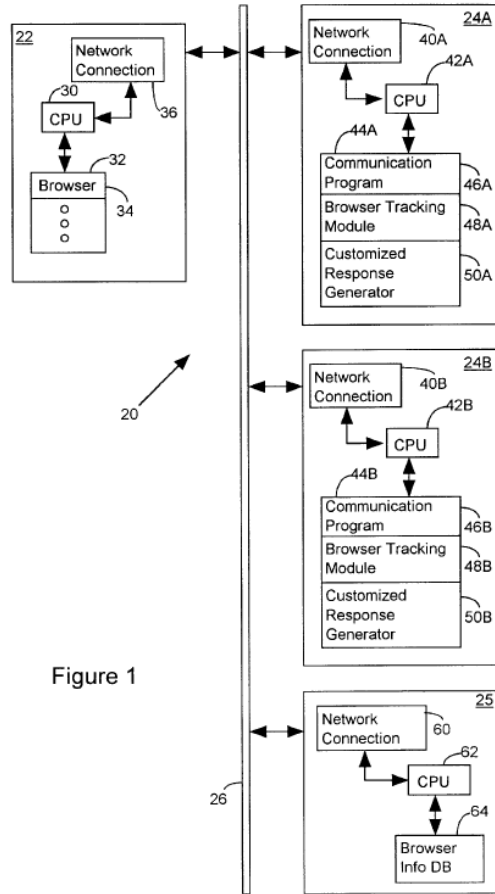 22
Network
Connection
36
30
CPU
32
Browser
34
20
Figure 1
26
24A
Network
Connection
40A
42A
CPU
44A
Communication
Program
46A
Browser Tracking
Module
48A
Customized
Response
Generator
50A
24B
Network
Connection
40B
42B
CPU
44B
Communication
Program
46B
Browser Tracking
Module
48B
Customized
Response
Generator
50B
25
Network
Connection
60
62
CPU
64
Browser
Info DB